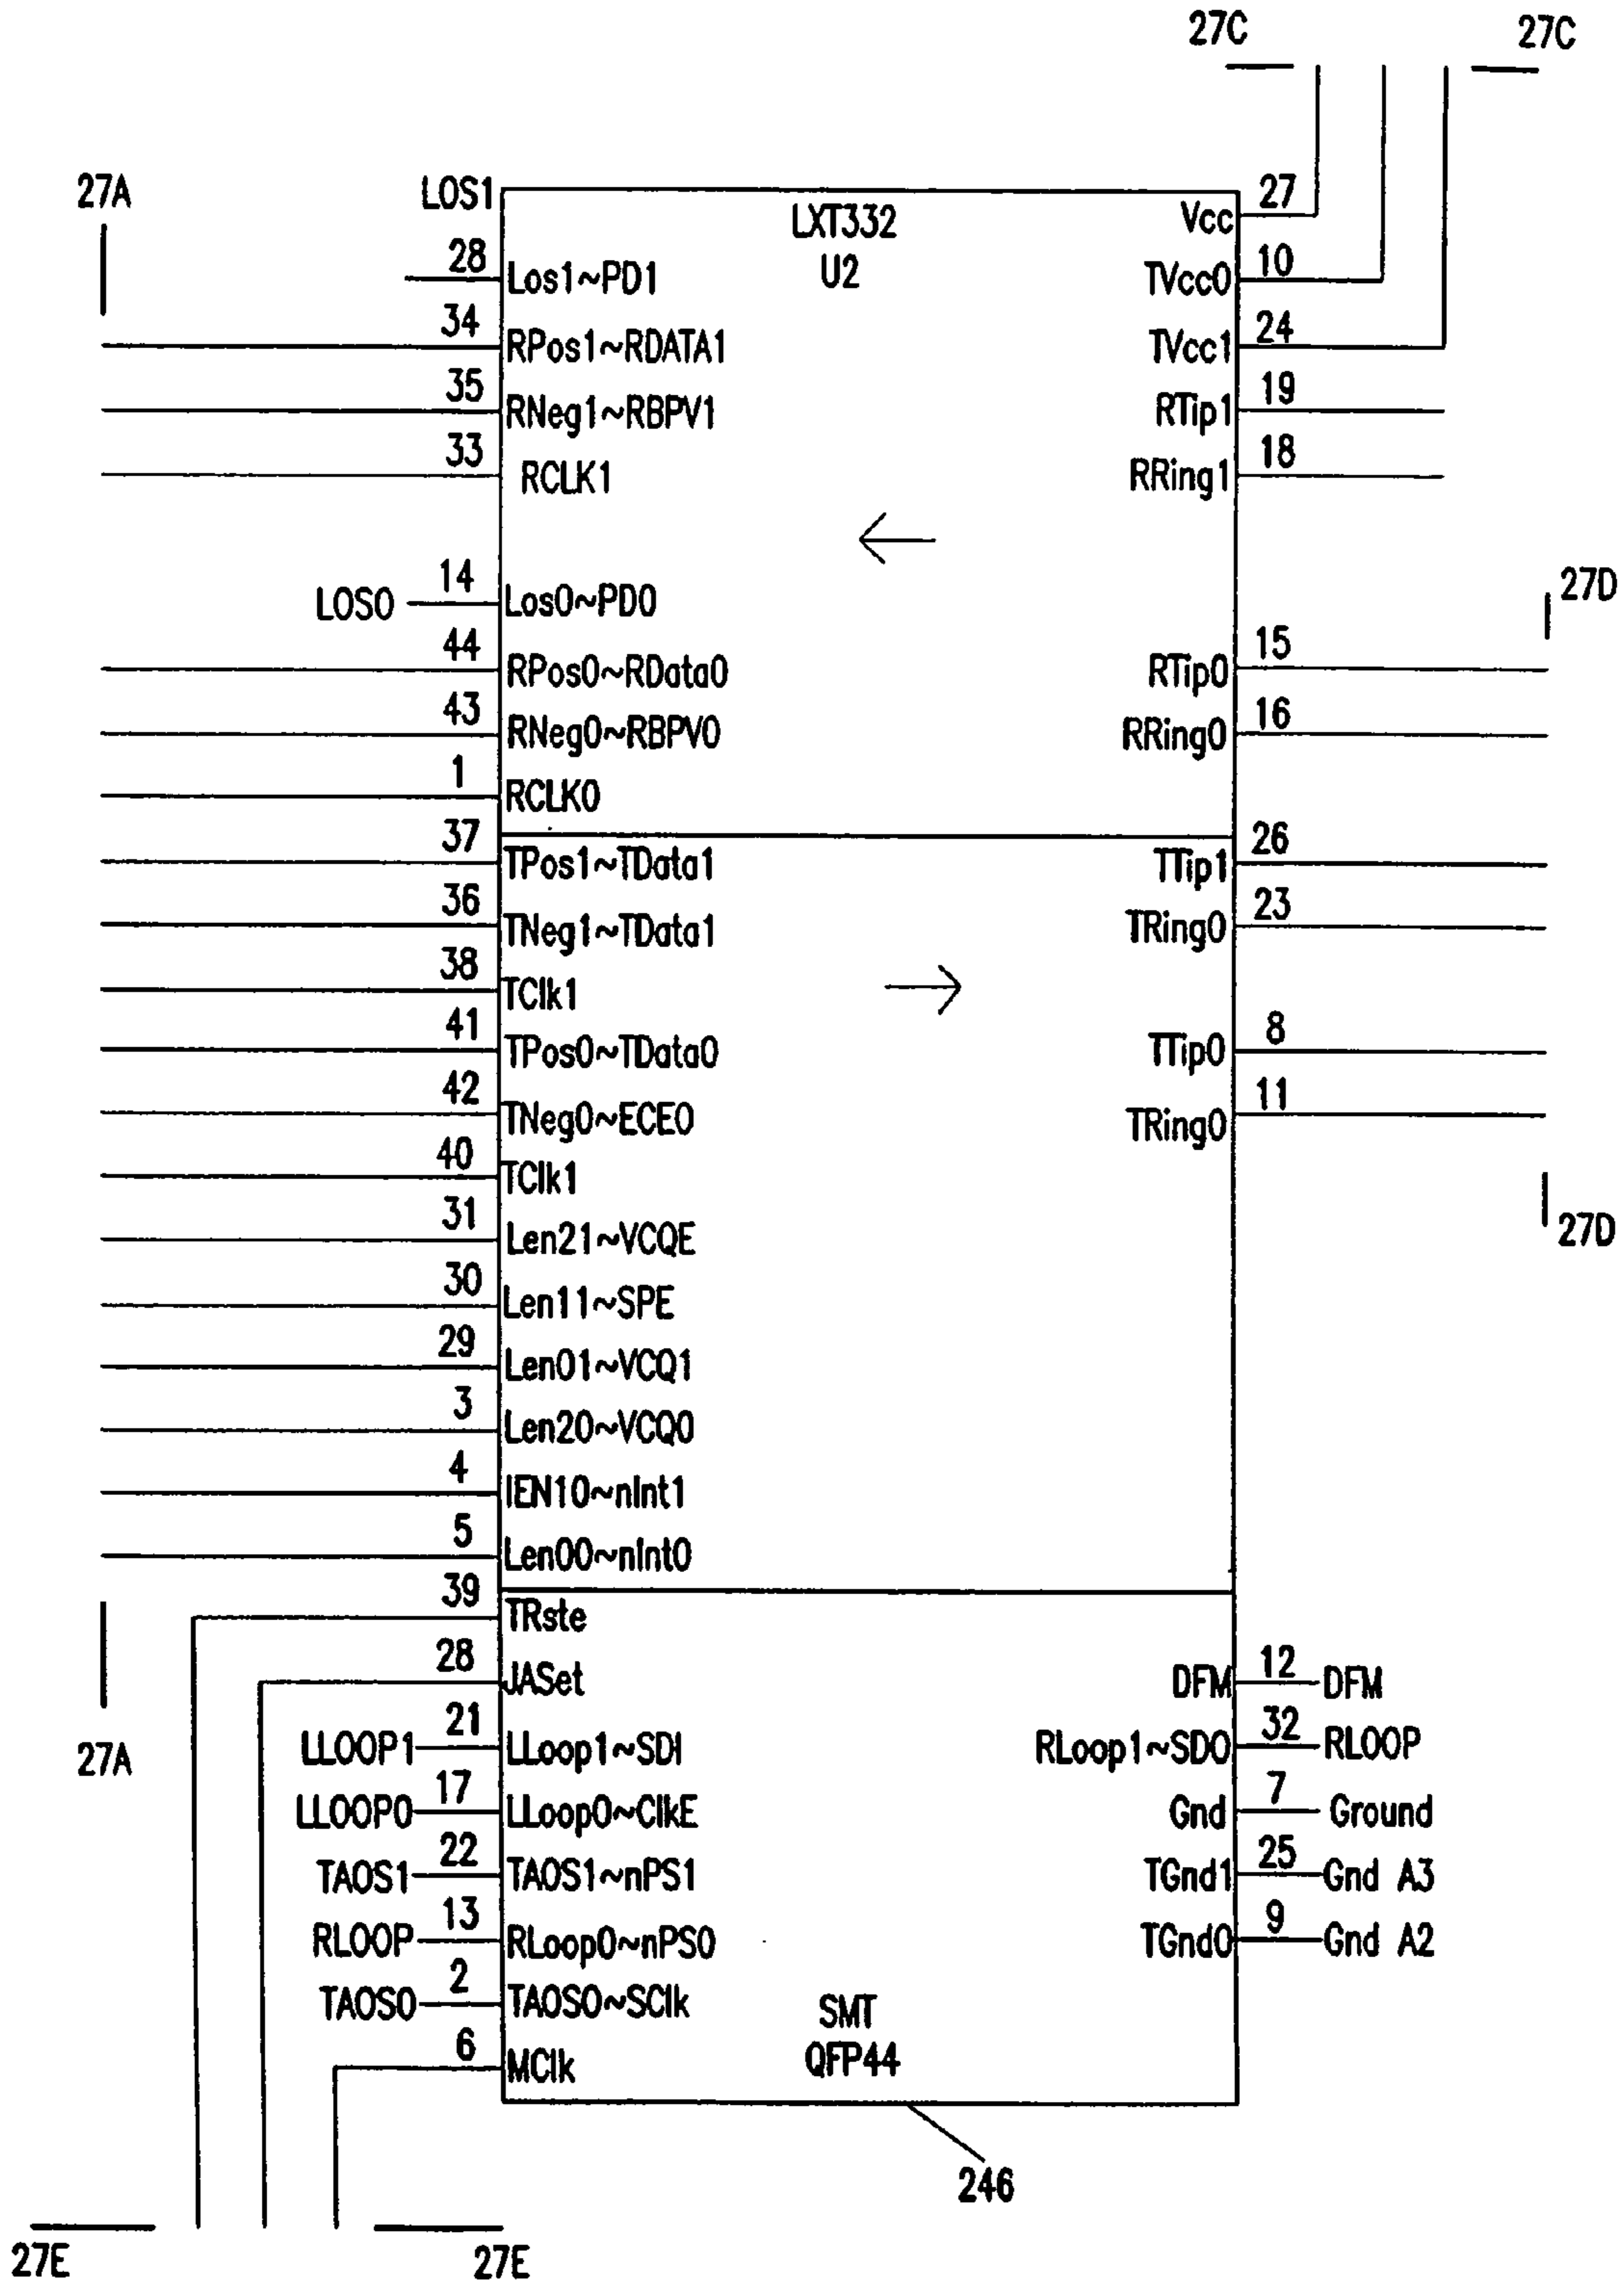 27C 27C
27A LOS1 LXT332 Vcc 27
U2
28 Los1~PD1 TVcc0 10
34 RPos1~RDATA1 TVcc1 24
35 RNeg1~RBPV1 RTip1 19
33 RCLK1 RRing1 18
LOS0 14 Los0~PD0 27D
44 RPos0~RData0 RTip0 15
43 RNeg0~RBPV0 RRing0 16
1 RCLK0
37 TPos1~TData1 TTip1 26
36 TNeg1~TData1 TRing0 23
38 TClk1
41 TPos0~TData0 TTip0 8
42 TNeg0~ECE0 TRing0 11
40 TClk1
31 Len21~VCQE 27D
30 Len11~SPE
29 Len01~VCQ1
3 Len20~VCQ0
4 lEN10~nInt1
5 Len00~nInt0
39 TRste
28 JASet DFM 12 DFM
27A LLOOP1 21 LLoop1~SDI RLoop1~SDO 32 RLOOP
LLOOP0 17 LLoop0~ClkE Gnd 7 Ground
TAOS1 22 TAOS1~nPS1 TGnd1 25 Gnd A3
RLOOP 13 RLoop0~nPS0 TGnd0 9 Gnd A2
TAOS0 2 TAOS0~SClk SMT
6 MClk QFP44
246
27E 27E